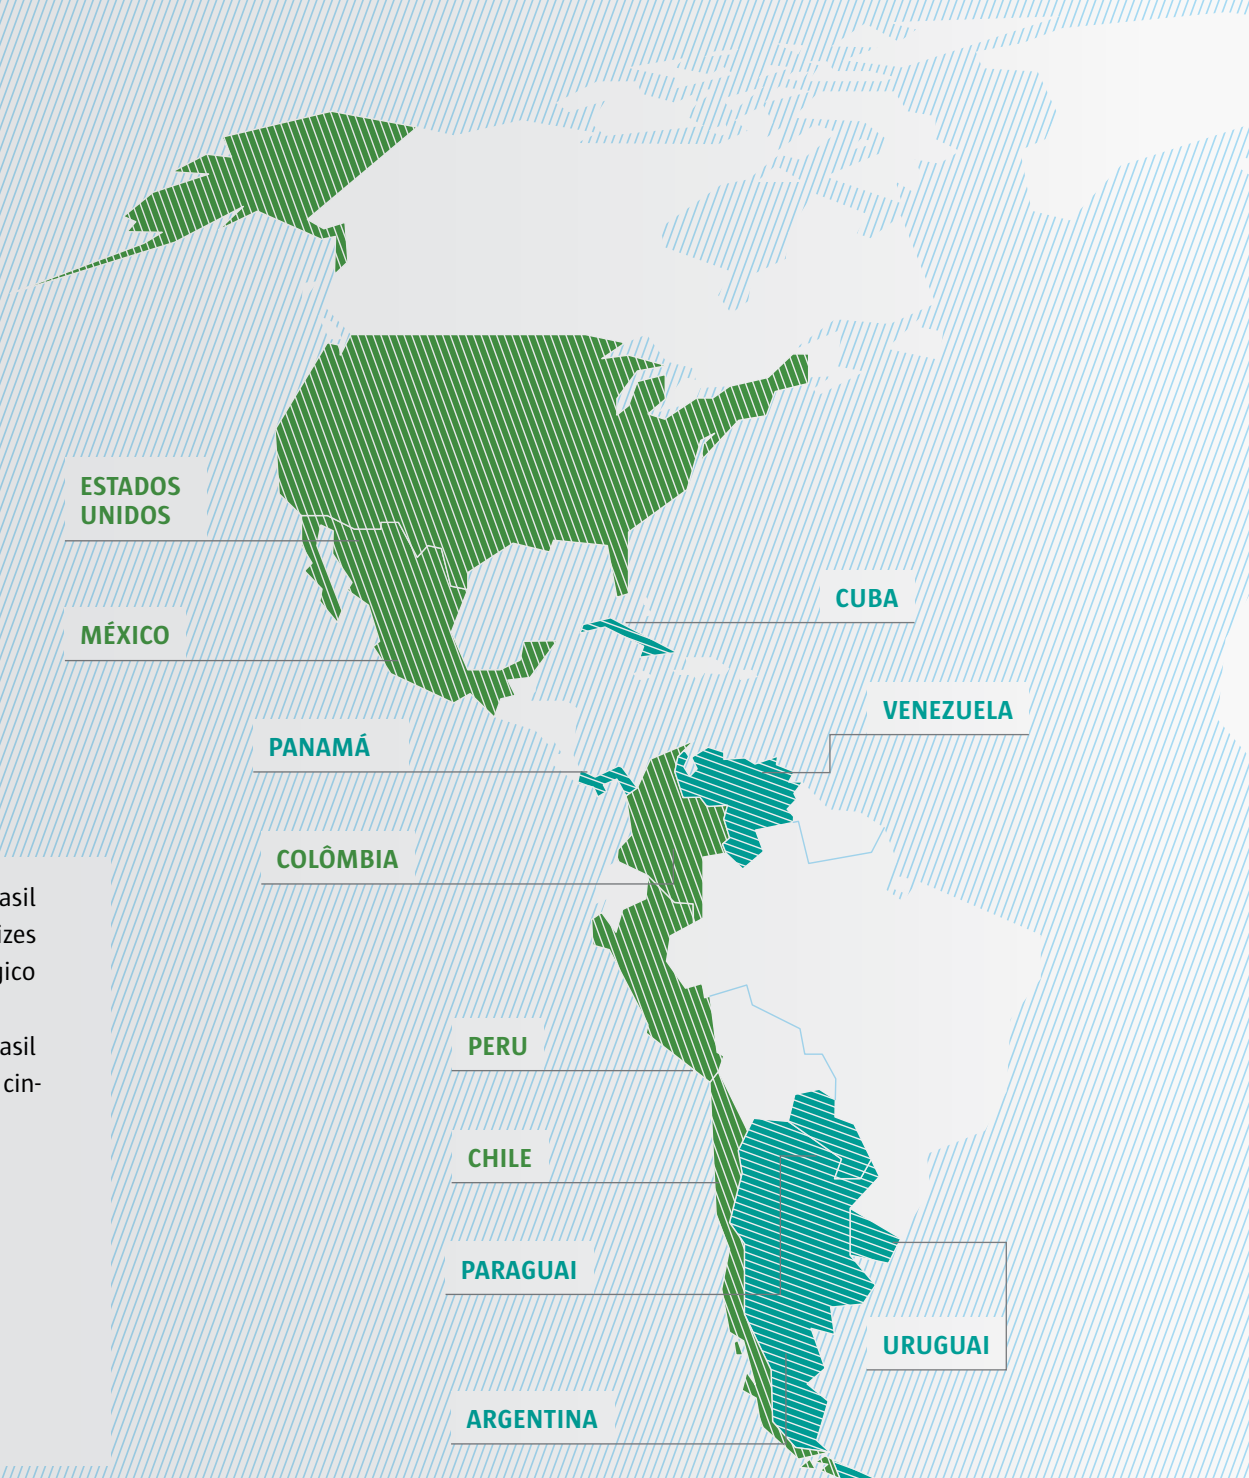 ESTADOS
UNIDOS
CUBA
MÉXICO
VENEZUELA
PANAMÁ
COLÔMBIA
asil
izes
gico
asil
cin-
PERU
CHILE
PARAGUAI
URUGUAI
ARGENTINA